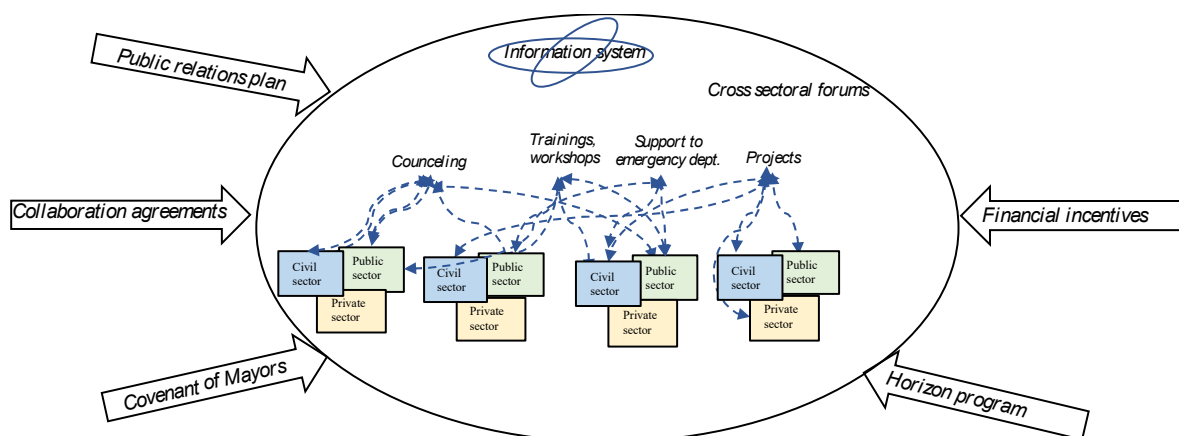 Public relations plan
Information system
Cross sectoral forums
Counceling
Trainings,
workshops
Support to
emergency dept.
Projects
Collaboration agreements
Financial incentives
Civil
sector
Public
sector
Private
sector
Civil
sector
Public
sector
Private
sector
Civil
sector
Public
sector
Private
sector
Civil
sector
Public
sector
Private
sector
Covenant of Mayors
Horizon program